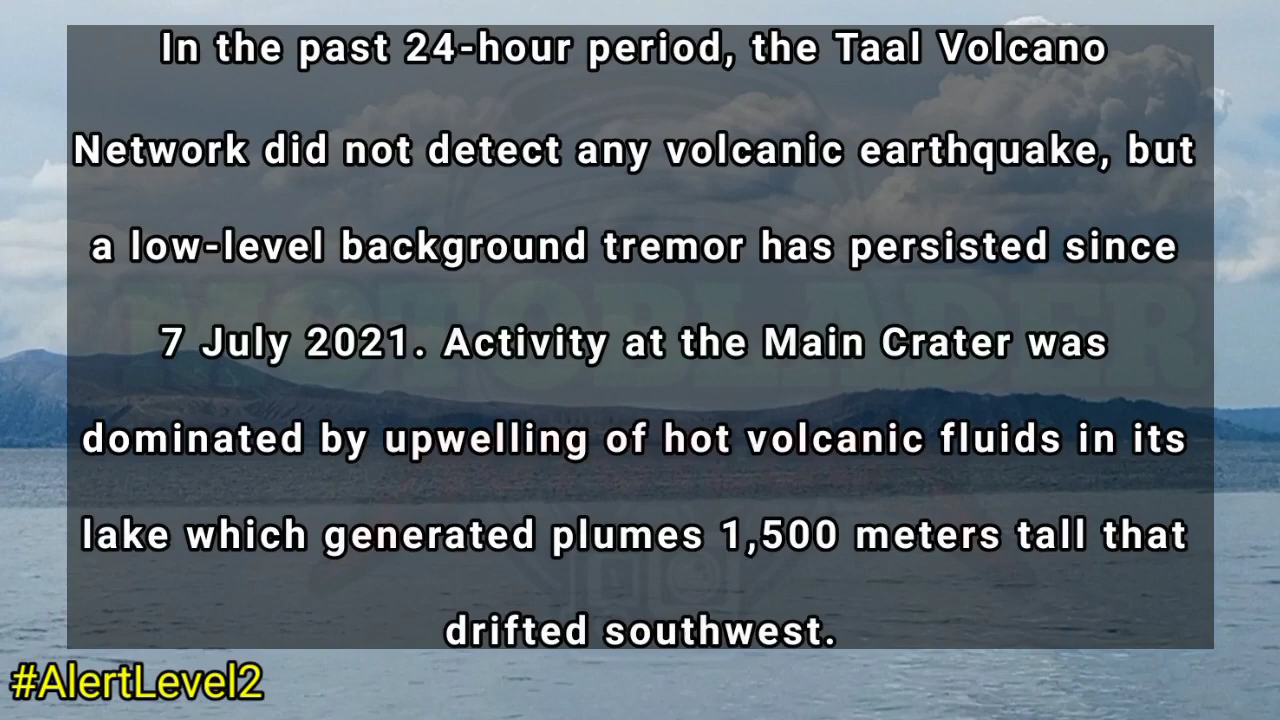 In the past 24-hour period, the Taal Volcano
Network did not detect any volcanic earthquake, but
a low-level background tremor has persisted since
7 July 2021. Activity at the Main Crater was
dominated by upwelling of hot volcanic fluids in its
lake which generated plumes 1,500 meters tall that
drifted southwest.
MOTOBLADER
#AlertLevel2